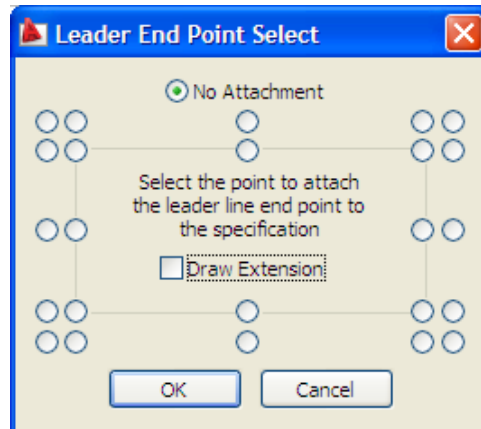 Leader End Point Select
No Attachment
Select the point to attach
the leader line end point to
the specification
Draw Extension
OK
Cancel